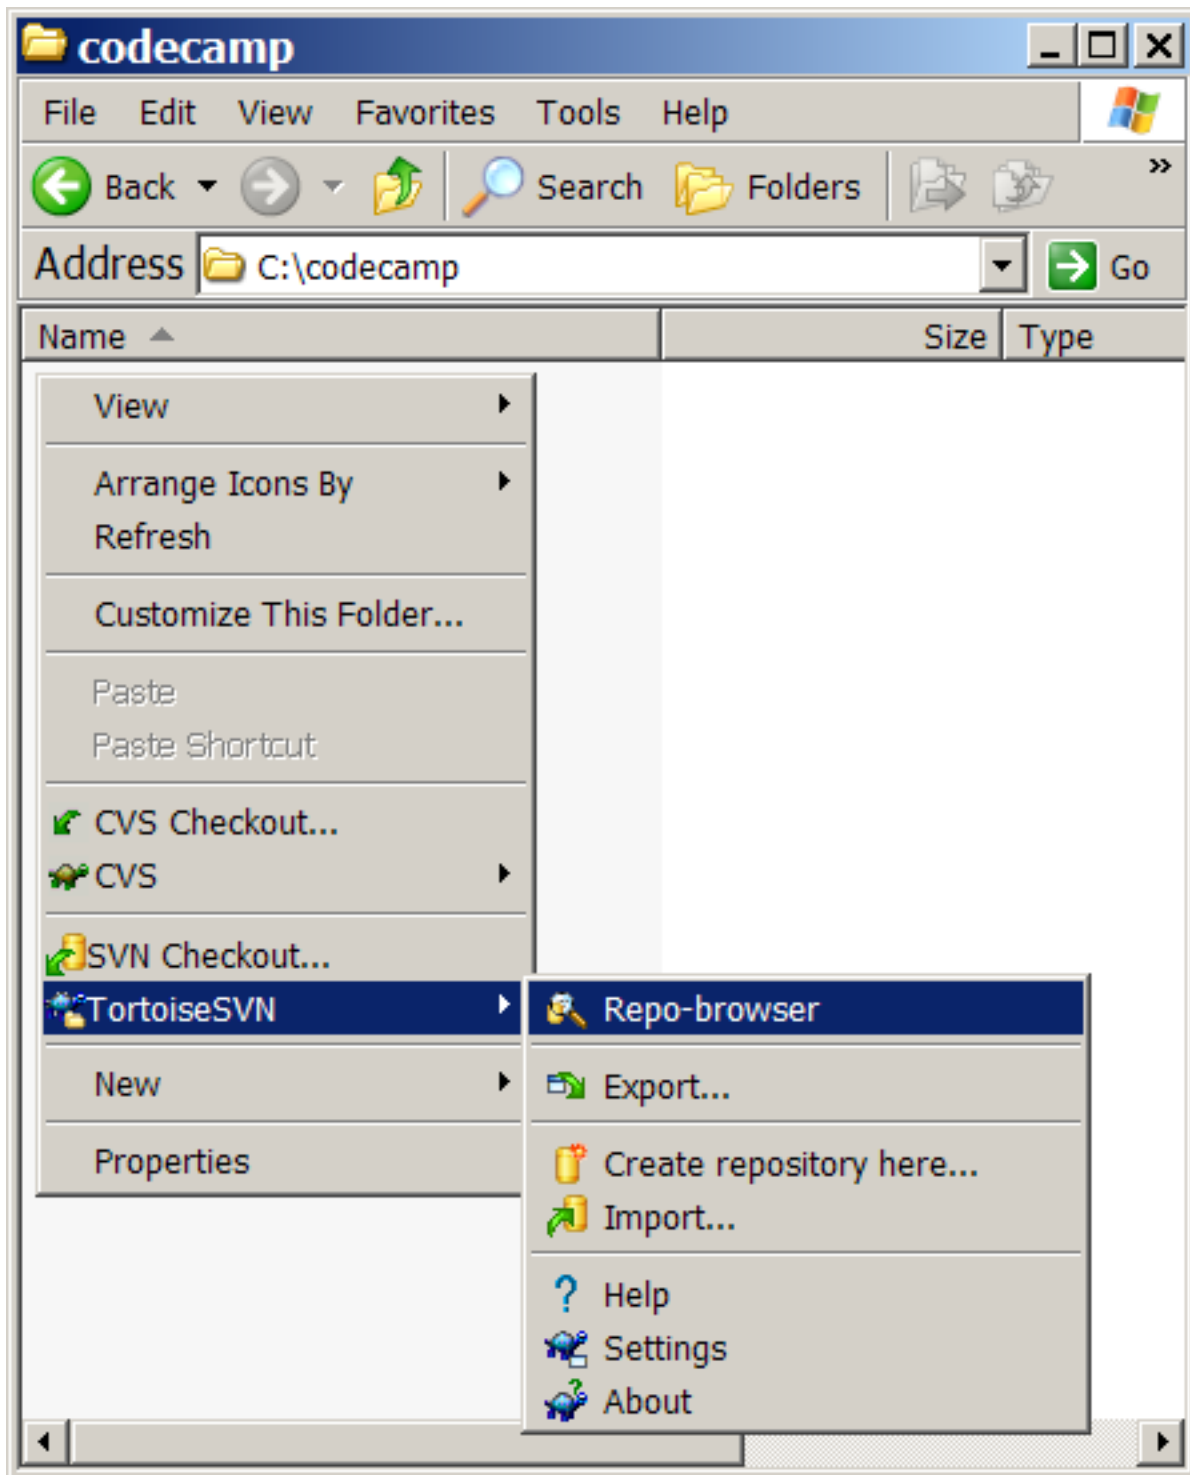 codecamp
File Edit View Favorites Tools Help
Back Search Folders »
Address C:\codecamp Go
Name Size Type
View
Arrange Icons By
Refresh
Customize This Folder...
Paste
Paste Shortcut
CVS Checkout...
CVS
SVN Checkout...
TortoiseSVN
Repo-browser
New
Export...
Properties
Create repository here...
Import...
Help
Settings
About